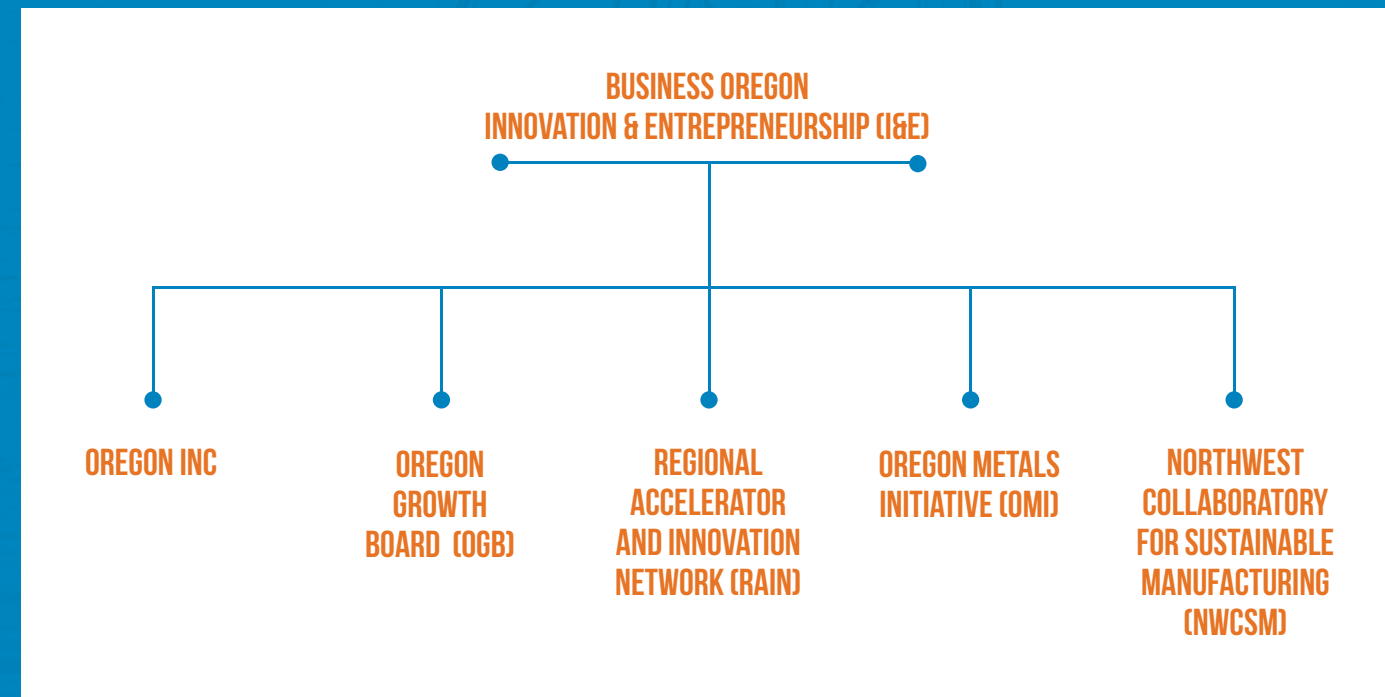 BUSINESS OREGON
INNOVATION & ENTREPRENEURSHIP (I&E)
OREGON INC
OREGON
GROWTH
BOARD (OGB)
REGIONAL
ACCELERATOR
AND INNOVATION
NETWORK (RAIN)
OREGON METALS
INITIATIVE (OMI)
NORTHWEST
COLLABORATORY
FOR SUSTAINABLE
MANUFACTURING
(NWCSM)